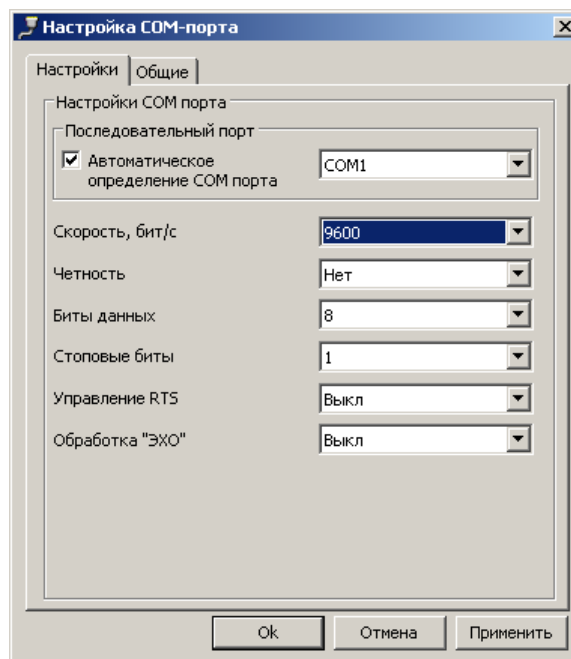 Настройка COM-порта
Настройки
Общие
Настройки COM порта
Последовательный порт
Автоматическое
определение COM порта
COM1
Скорость, бит/с
9600
Четность
Нет
Биты данных
8
Стоповые биты
1
Управление RTS
Выкл
Обработка "ЭХО"
Выкл
Ok
Отмена
Применить